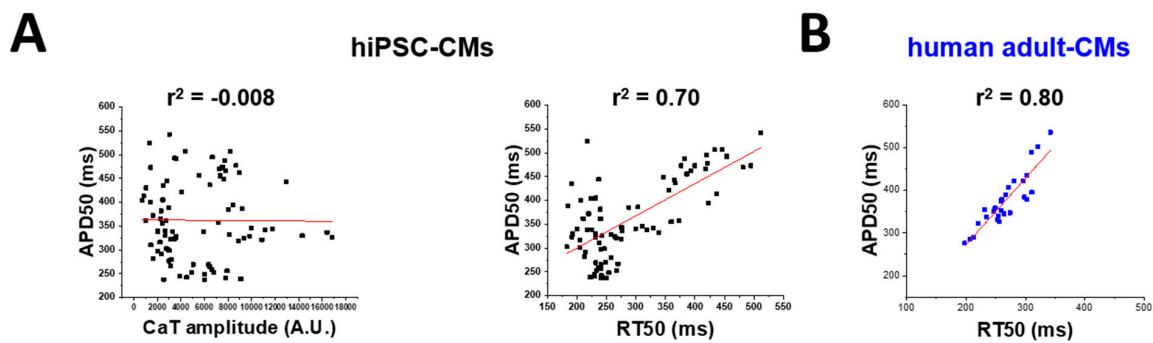 A
hiPSC-CMs
B
human adult-CMs
r² = -0.008
600
550
500
450
400
350
300
250
200
APD50 (ms)
0 2000 4000 6000 8000 10000 12000 14000 16000 18000
CaT amplitude (A.U.)
r² = 0.70
600
550
500
450
400
350
300
250
200
APD50 (ms)
150 200 250 300 350 400 450 500 550
RT50 (ms)
r² = 0.80
600
500
400
300
200
APD50 (ms)
100 200 300 400 500
RT50 (ms)